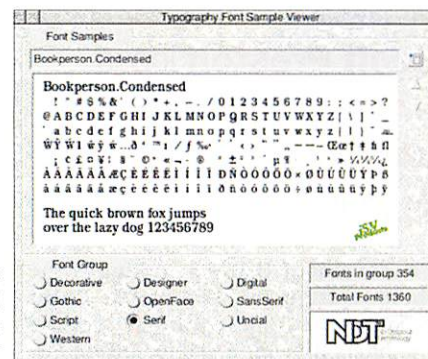 Typography Font Sample Viewer
Font Samples
Bookperson.Condensed
Bookperson.Condensed
! " # $ % & ' ( ) * + , - . / 0 1 2 3 4 5 6 7 8 9 : ; < = > ?
@ A B C D E F G H I J K L M N O P Q R S T U V W X Y Z [ \ ] ^ _
` a b c d e f g h i j k l m n o p q r s t u v w x y z { | } ~
À Á Â Ã Ä Å Æ Ç È É Ê Ë Ì Í Î Ï Ð Ñ Ò Ó Ô Õ Ö × Ø Ù Ú Û Ü Ý Þ ß
à á â ã ä å æ ç è é ê ë ì í î ï ð ñ ò ó ô õ ö ÷ ø ù ú û ü ý þ ÿ
The quick brown fox jumps
over the lazy dog 123456789
Font Group
Decorative Designer Digital
Gothic OpenFace SansSerif
Script Serif Uncial
Western
Fonts in group 354
Total Fonts 1360
NDT